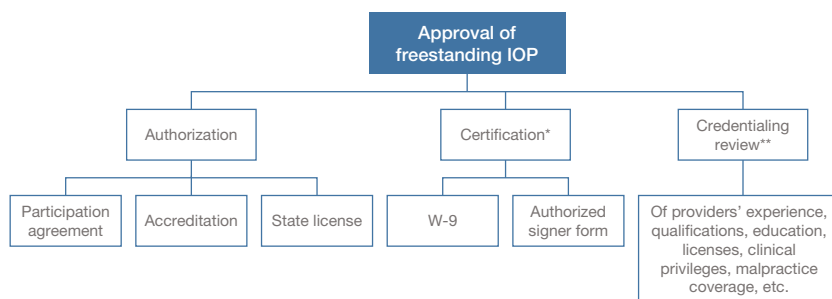 Approval of
freestanding IOP
Authorization
Certification*
Credentialing
review**
Participation
agreement
Accreditation
State license
W-9
Authorized
signer form
Of providers’ experience,
qualifications, education,
licenses, clinical
privileges, malpractice
coverage, etc.